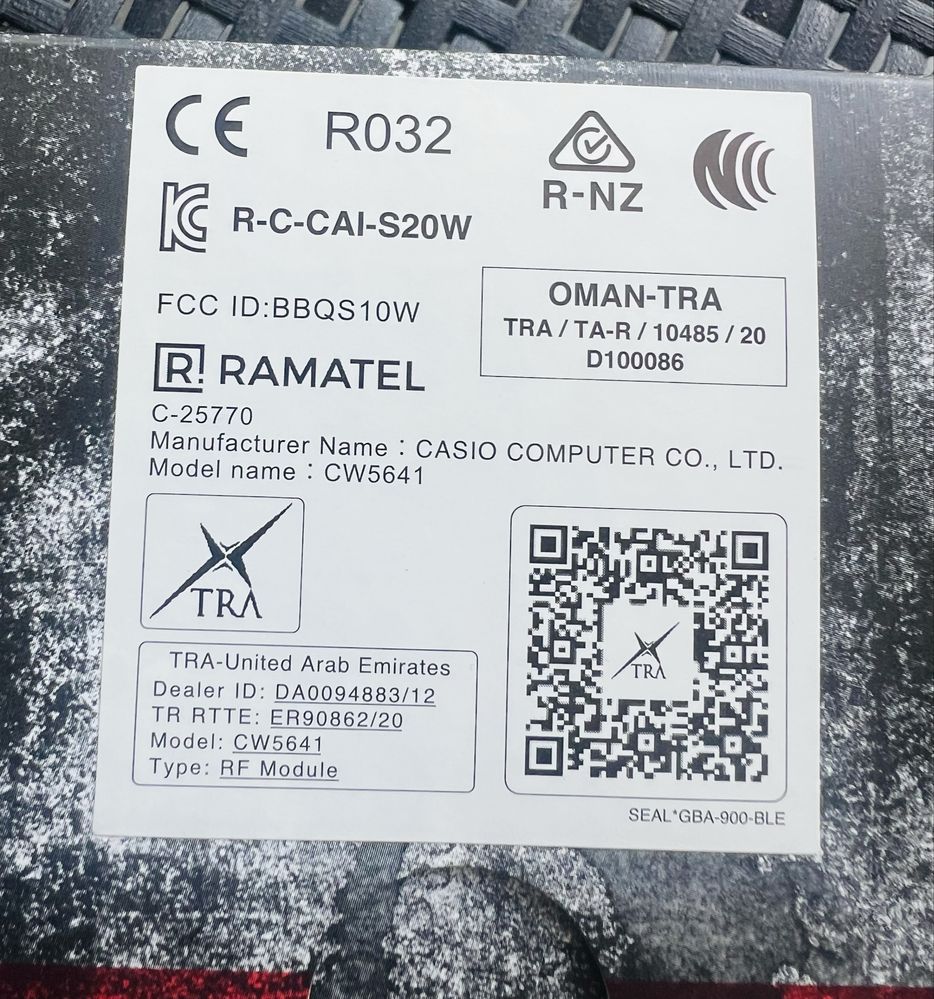 CE R032
R-NZ
KC R-C-CAI-S20W
FCC ID:BBQS10W
OMAN-TRA
TRA / TA-R / 10485 / 20
D100086
R! RAMATEL
C-25770
Manufacturer Name : CASIO COMPUTER CO., LTD.
Model name : CW5641
TRA
TRA
TRA-United Arab Emirates
Dealer ID: DA0094883/12
TR RTTE: ER90862/20
Model: CW5641
Type: RF Module
SEAL*GBA-900-BLE